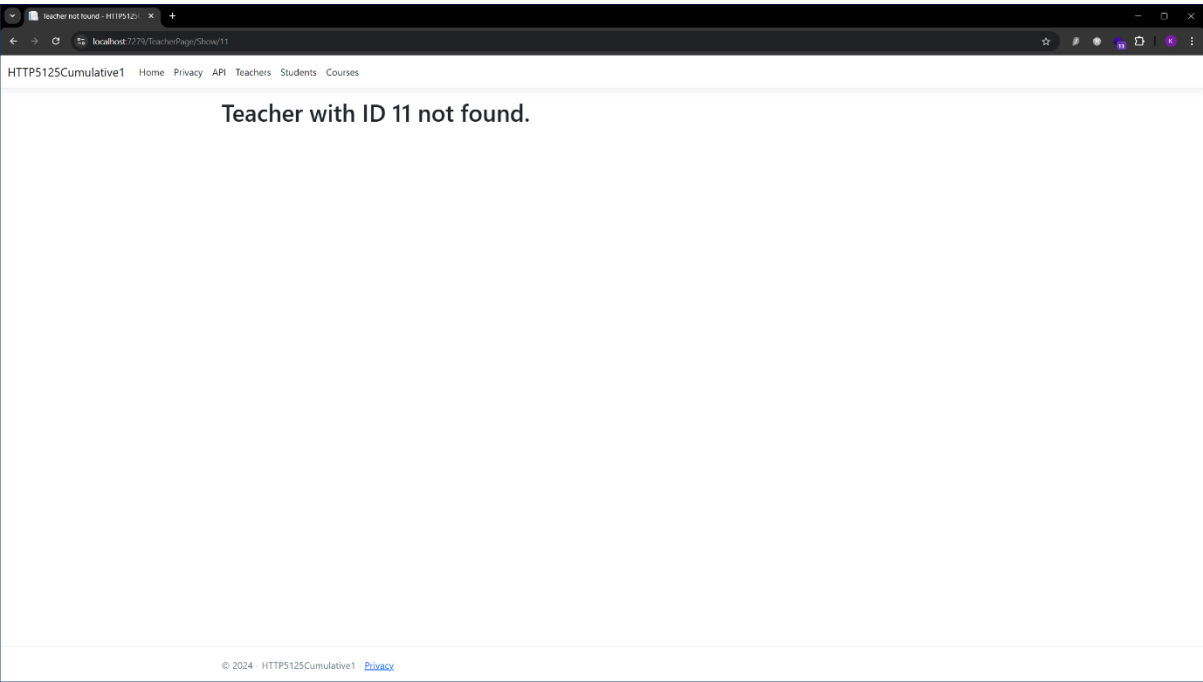 Teacher not found - HTTP5125
localhost:7279/TeacherPage/Show/11
13
K
HTTP5125Cumulative1 Home Privacy API Teachers Students Courses
Teacher with ID 11 not found.
© 2024 - HTTP5125Cumulative1 - Privacy